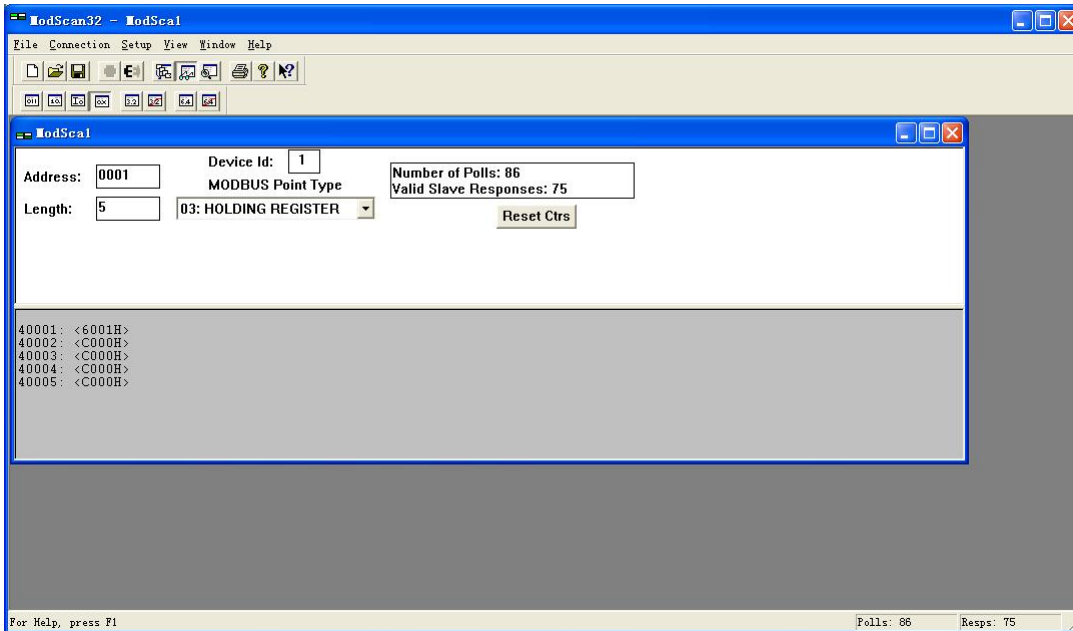 ModScan32 - ModSca1
File Connection Setup View Window Help
ModSca1
Address: 0001
Device Id: 1
MODBUS Point Type
Length: 5
03: HOLDING REGISTER
Number of Polls: 86
Valid Slave Responses: 75
Reset Ctrs
40001: <6001H>
40002: <C000H>
40003: <C000H>
40004: <C000H>
40005: <C000H>
For Help, press F1
Polls: 86
Resps: 75